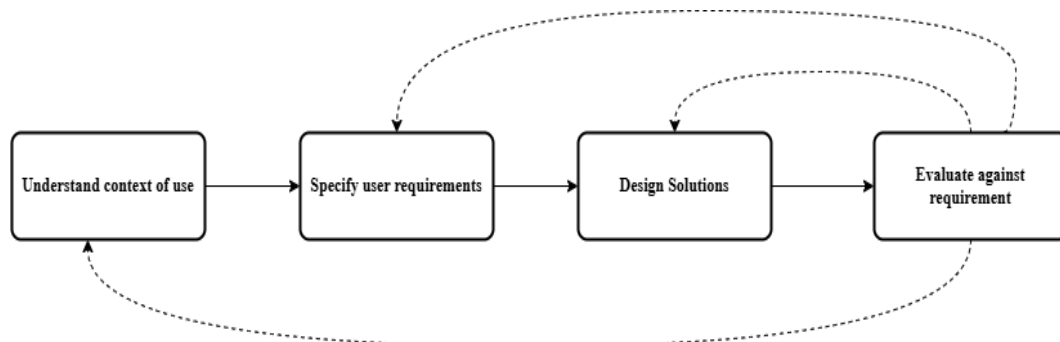 Understand context of use
Specify user requirements
Design Solutions
Evaluate against
requirement